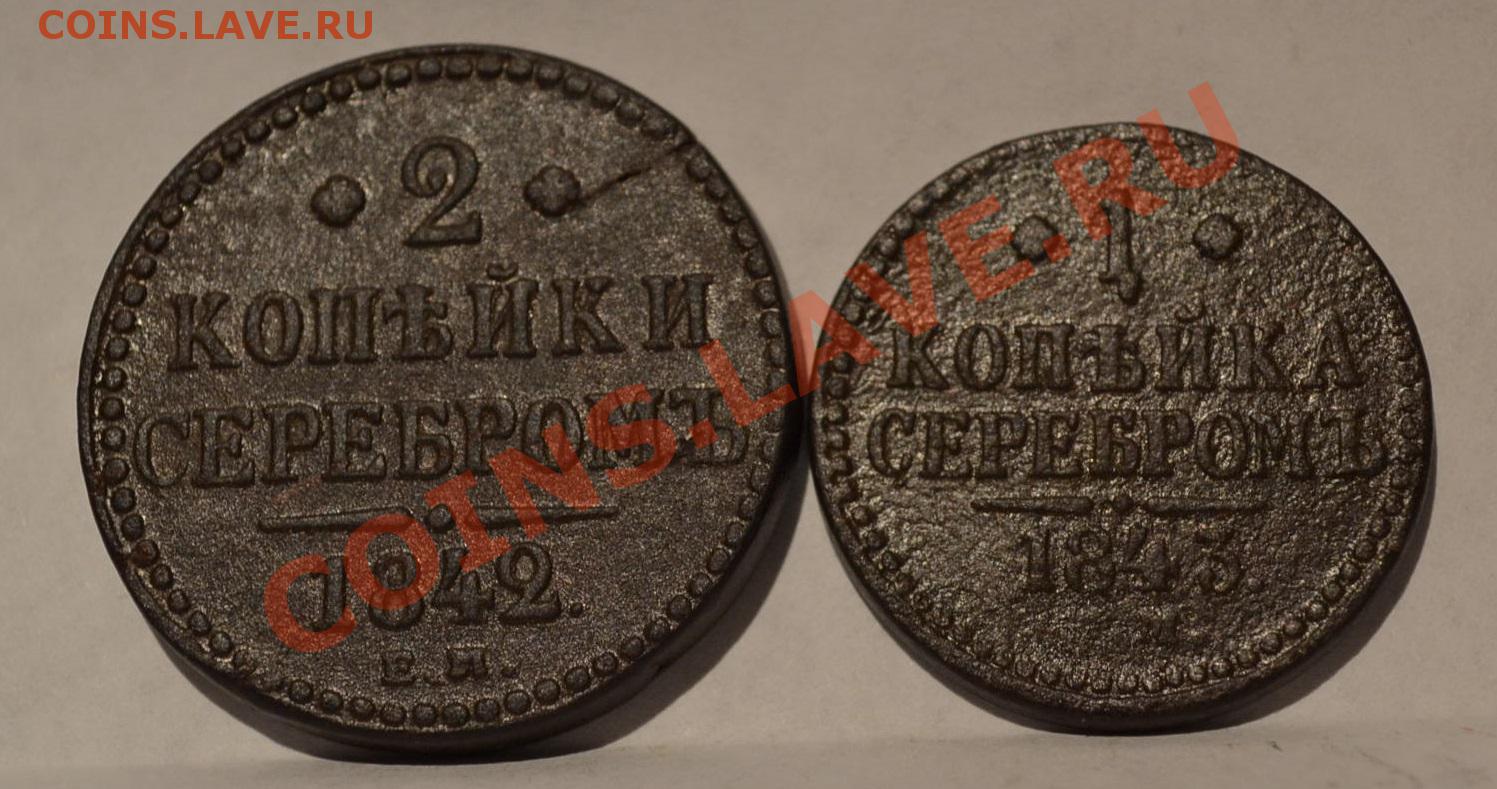 COINS.LAVE.RU
2
КОПѢЙКИ
СЕРЕБРОМЪ
1842.
Е.М.
1
КОПѢЙКА
СЕРЕБРОМЪ
1843.
COINS.LAVE.RU